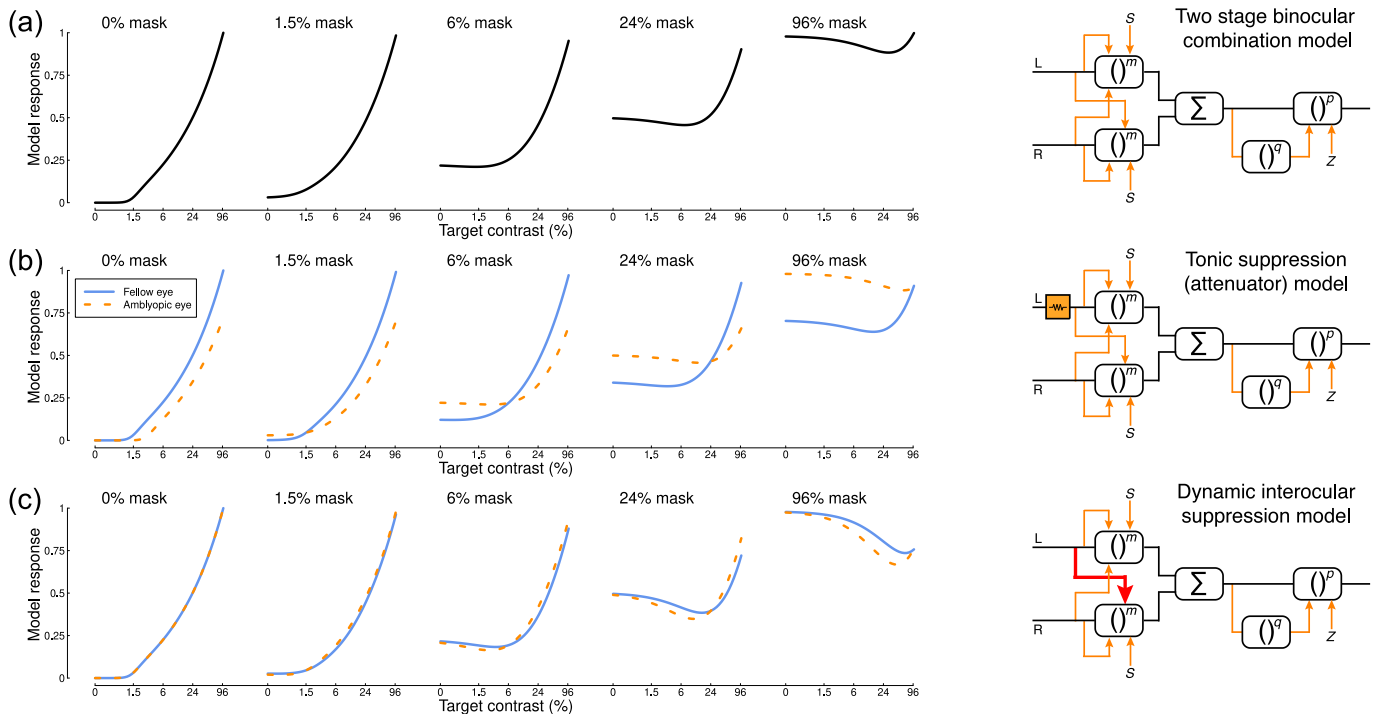 (a)
0% mask
1.5% mask
6% mask
24% mask
96% mask
Model response
1
0.75
0.5
0.25
0
0 1.5 6 24 96
0 1.5 6 24 96
0 1.5 6 24 96
0 1.5 6 24 96
0 1.5 6 24 96
Target contrast (%)
Two stage binocular
combination model
L
R
S
S
()m
()m
Σ
()p
()q
Z
(b)
0% mask
1.5% mask
6% mask
24% mask
96% mask
Fellow eye
Amblyopic eye
Model response
1
0.75
0.5
0.25
0
0 1.5 6 24 96
0 1.5 6 24 96
0 1.5 6 24 96
0 1.5 6 24 96
0 1.5 6 24 96
Target contrast (%)
Tonic suppression
(attenuator) model
L
R
S
S
()m
()m
Σ
()p
()q
Z
(c)
0% mask
1.5% mask
6% mask
24% mask
96% mask
Model response
1
0.75
0.5
0.25
0
0 1.5 6 24 96
0 1.5 6 24 96
0 1.5 6 24 96
0 1.5 6 24 96
0 1.5 6 24 96
Target contrast (%)
Dynamic interocular
suppression model
L
R
S
S
()m
()m
Σ
()p
()q
Z